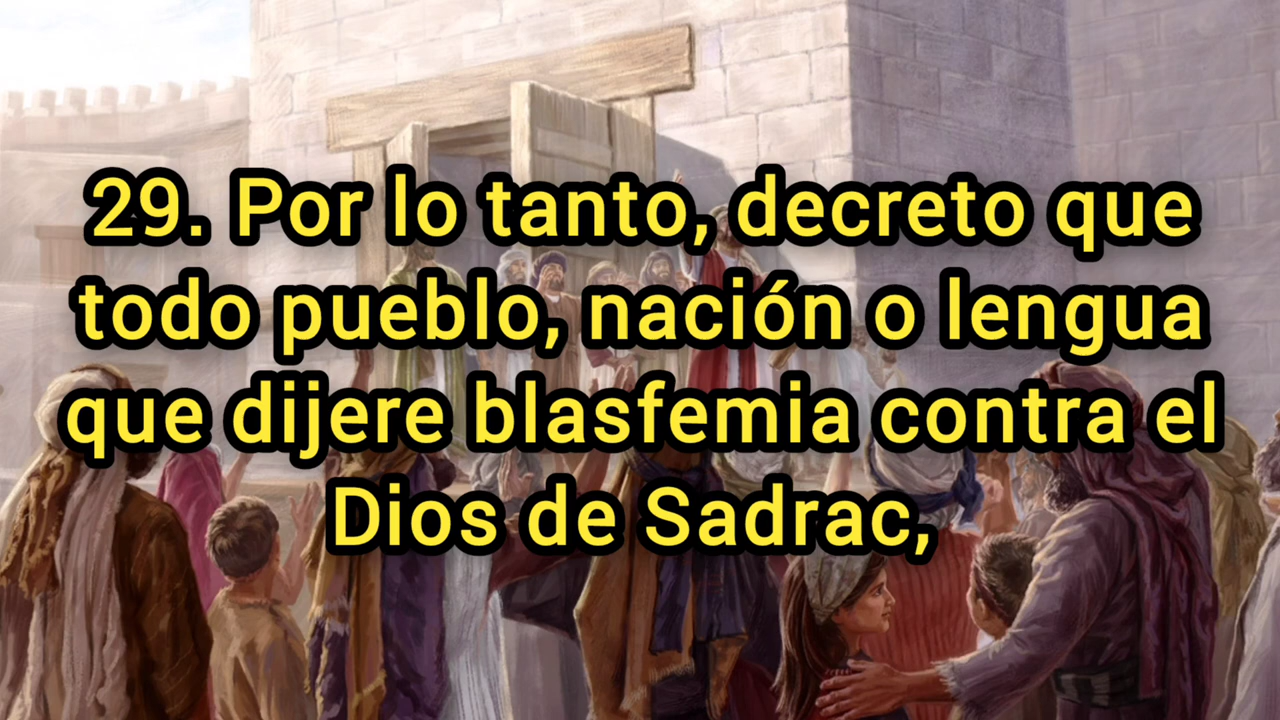 29. Por lo tanto, decreto que
todo pueblo, nación o lengua
que dijere blasfemia contra el
Dios de Sadrac,